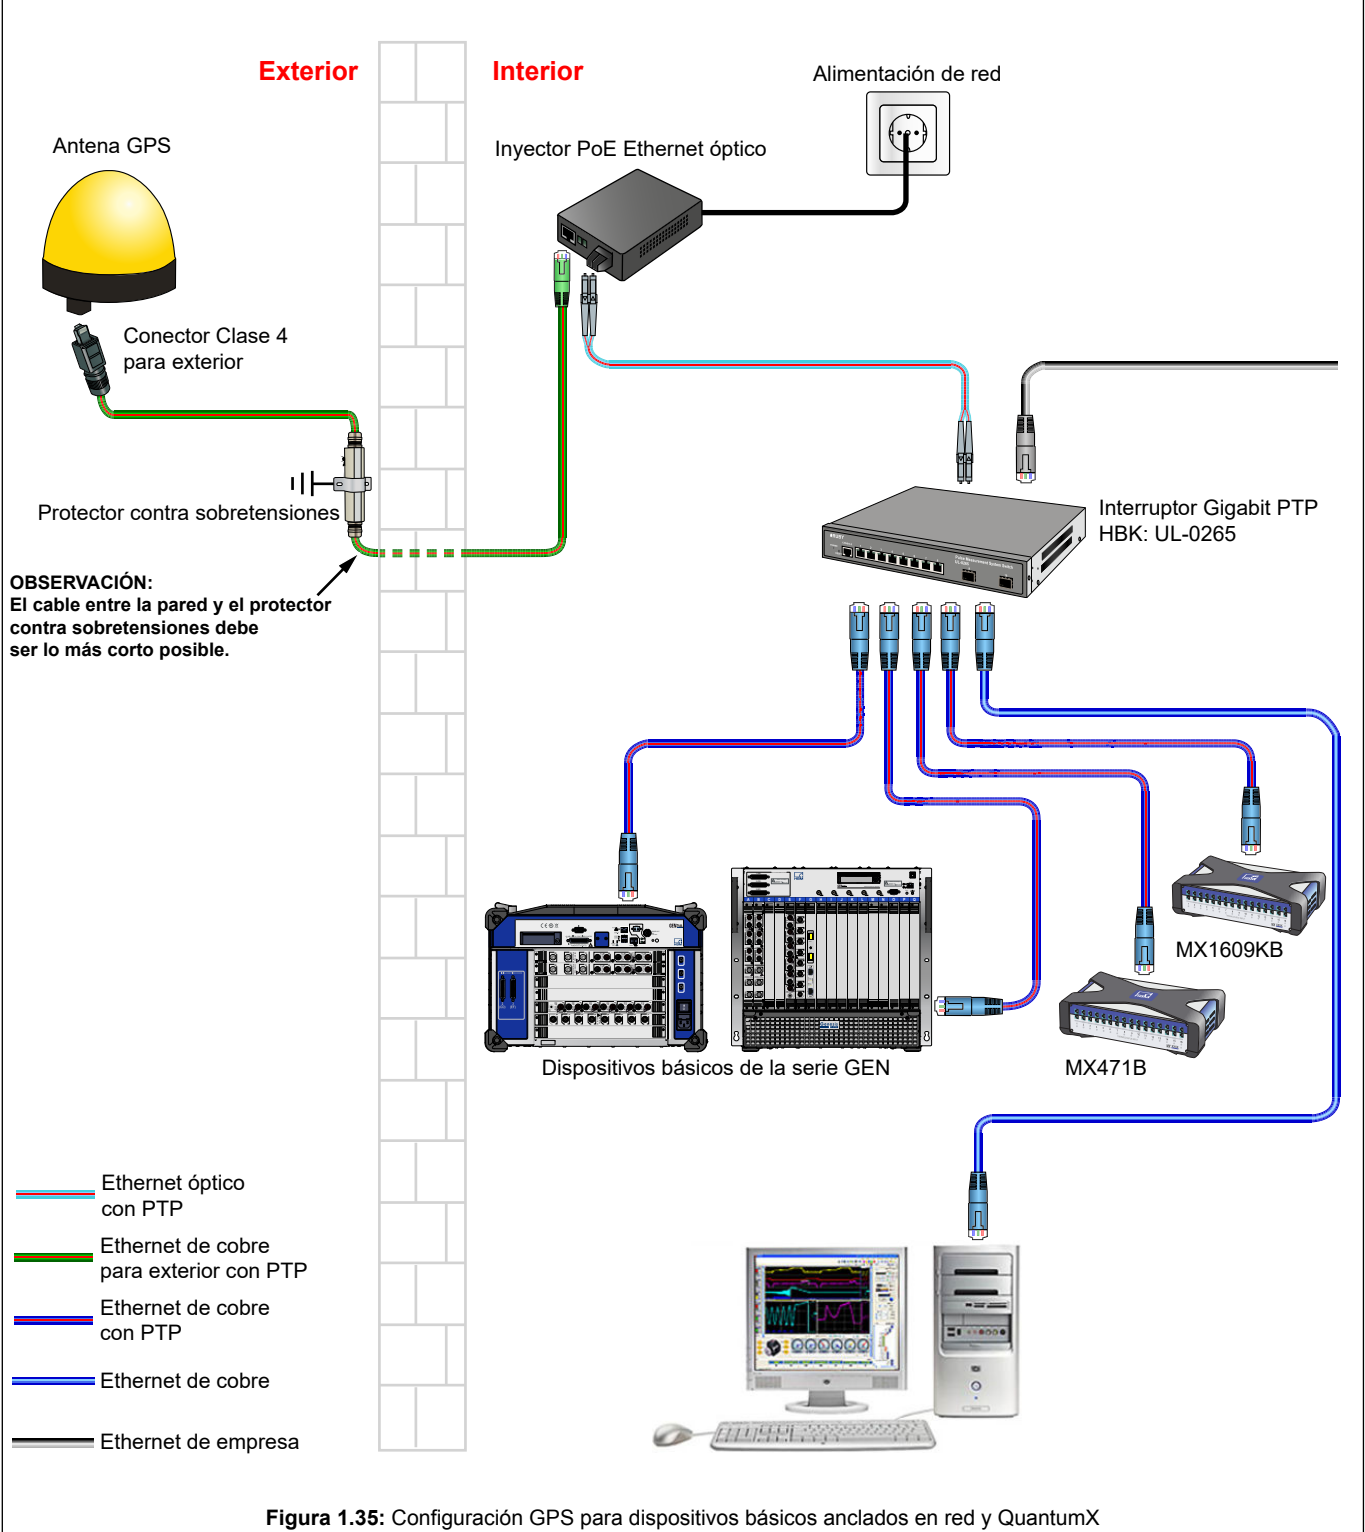 Exterior
Interior
Alimentación de red
Antena GPS
Inyector PoE Ethernet óptico
Conector Clase 4
para exterior
Protector contra sobretensiones
Interruptor Gigabit PTP
HBK: UL-0265
OBSERVACIÓN:
El cable entre la pared y el protector
contra sobretensiones debe
ser lo más corto posible.
MX1609KB
Dispositivos básicos de la serie GEN
MX471B
Ethernet óptico
con PTP
Ethernet de cobre
para exterior con PTP
Ethernet de cobre
con PTP
Ethernet de cobre
Ethernet de empresa
Figura 1.35: Configuración GPS para dispositivos básicos anclados en red y QuantumX